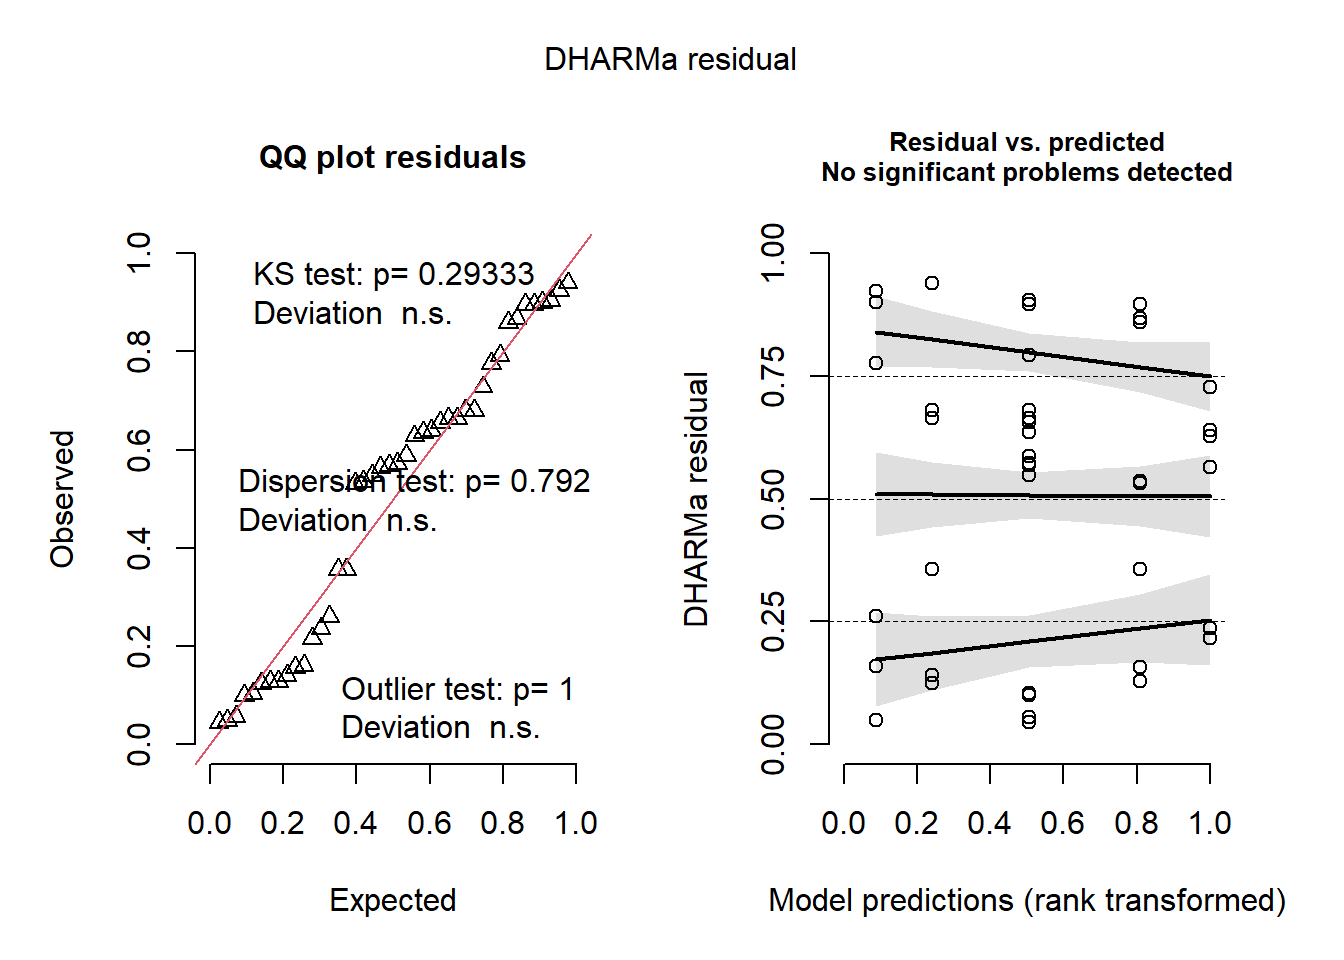 DHARMa residual
QQ plot residuals
KS test: p= 0.29333
Deviation  n.s.
Dispersion test: p= 0.792
Deviation  n.s.
Outlier test: p= 1
Deviation  n.s.
Observed
0.0 0.2 0.4 0.6 0.8 1.0
0.0 0.2 0.4 0.6 0.8 1.0
Expected
Residual vs. predicted
No significant problems detected
DHARMa residual
0.00 0.25 0.50 0.75 1.00
0.0 0.2 0.4 0.6 0.8 1.0
Model predictions (rank transformed)